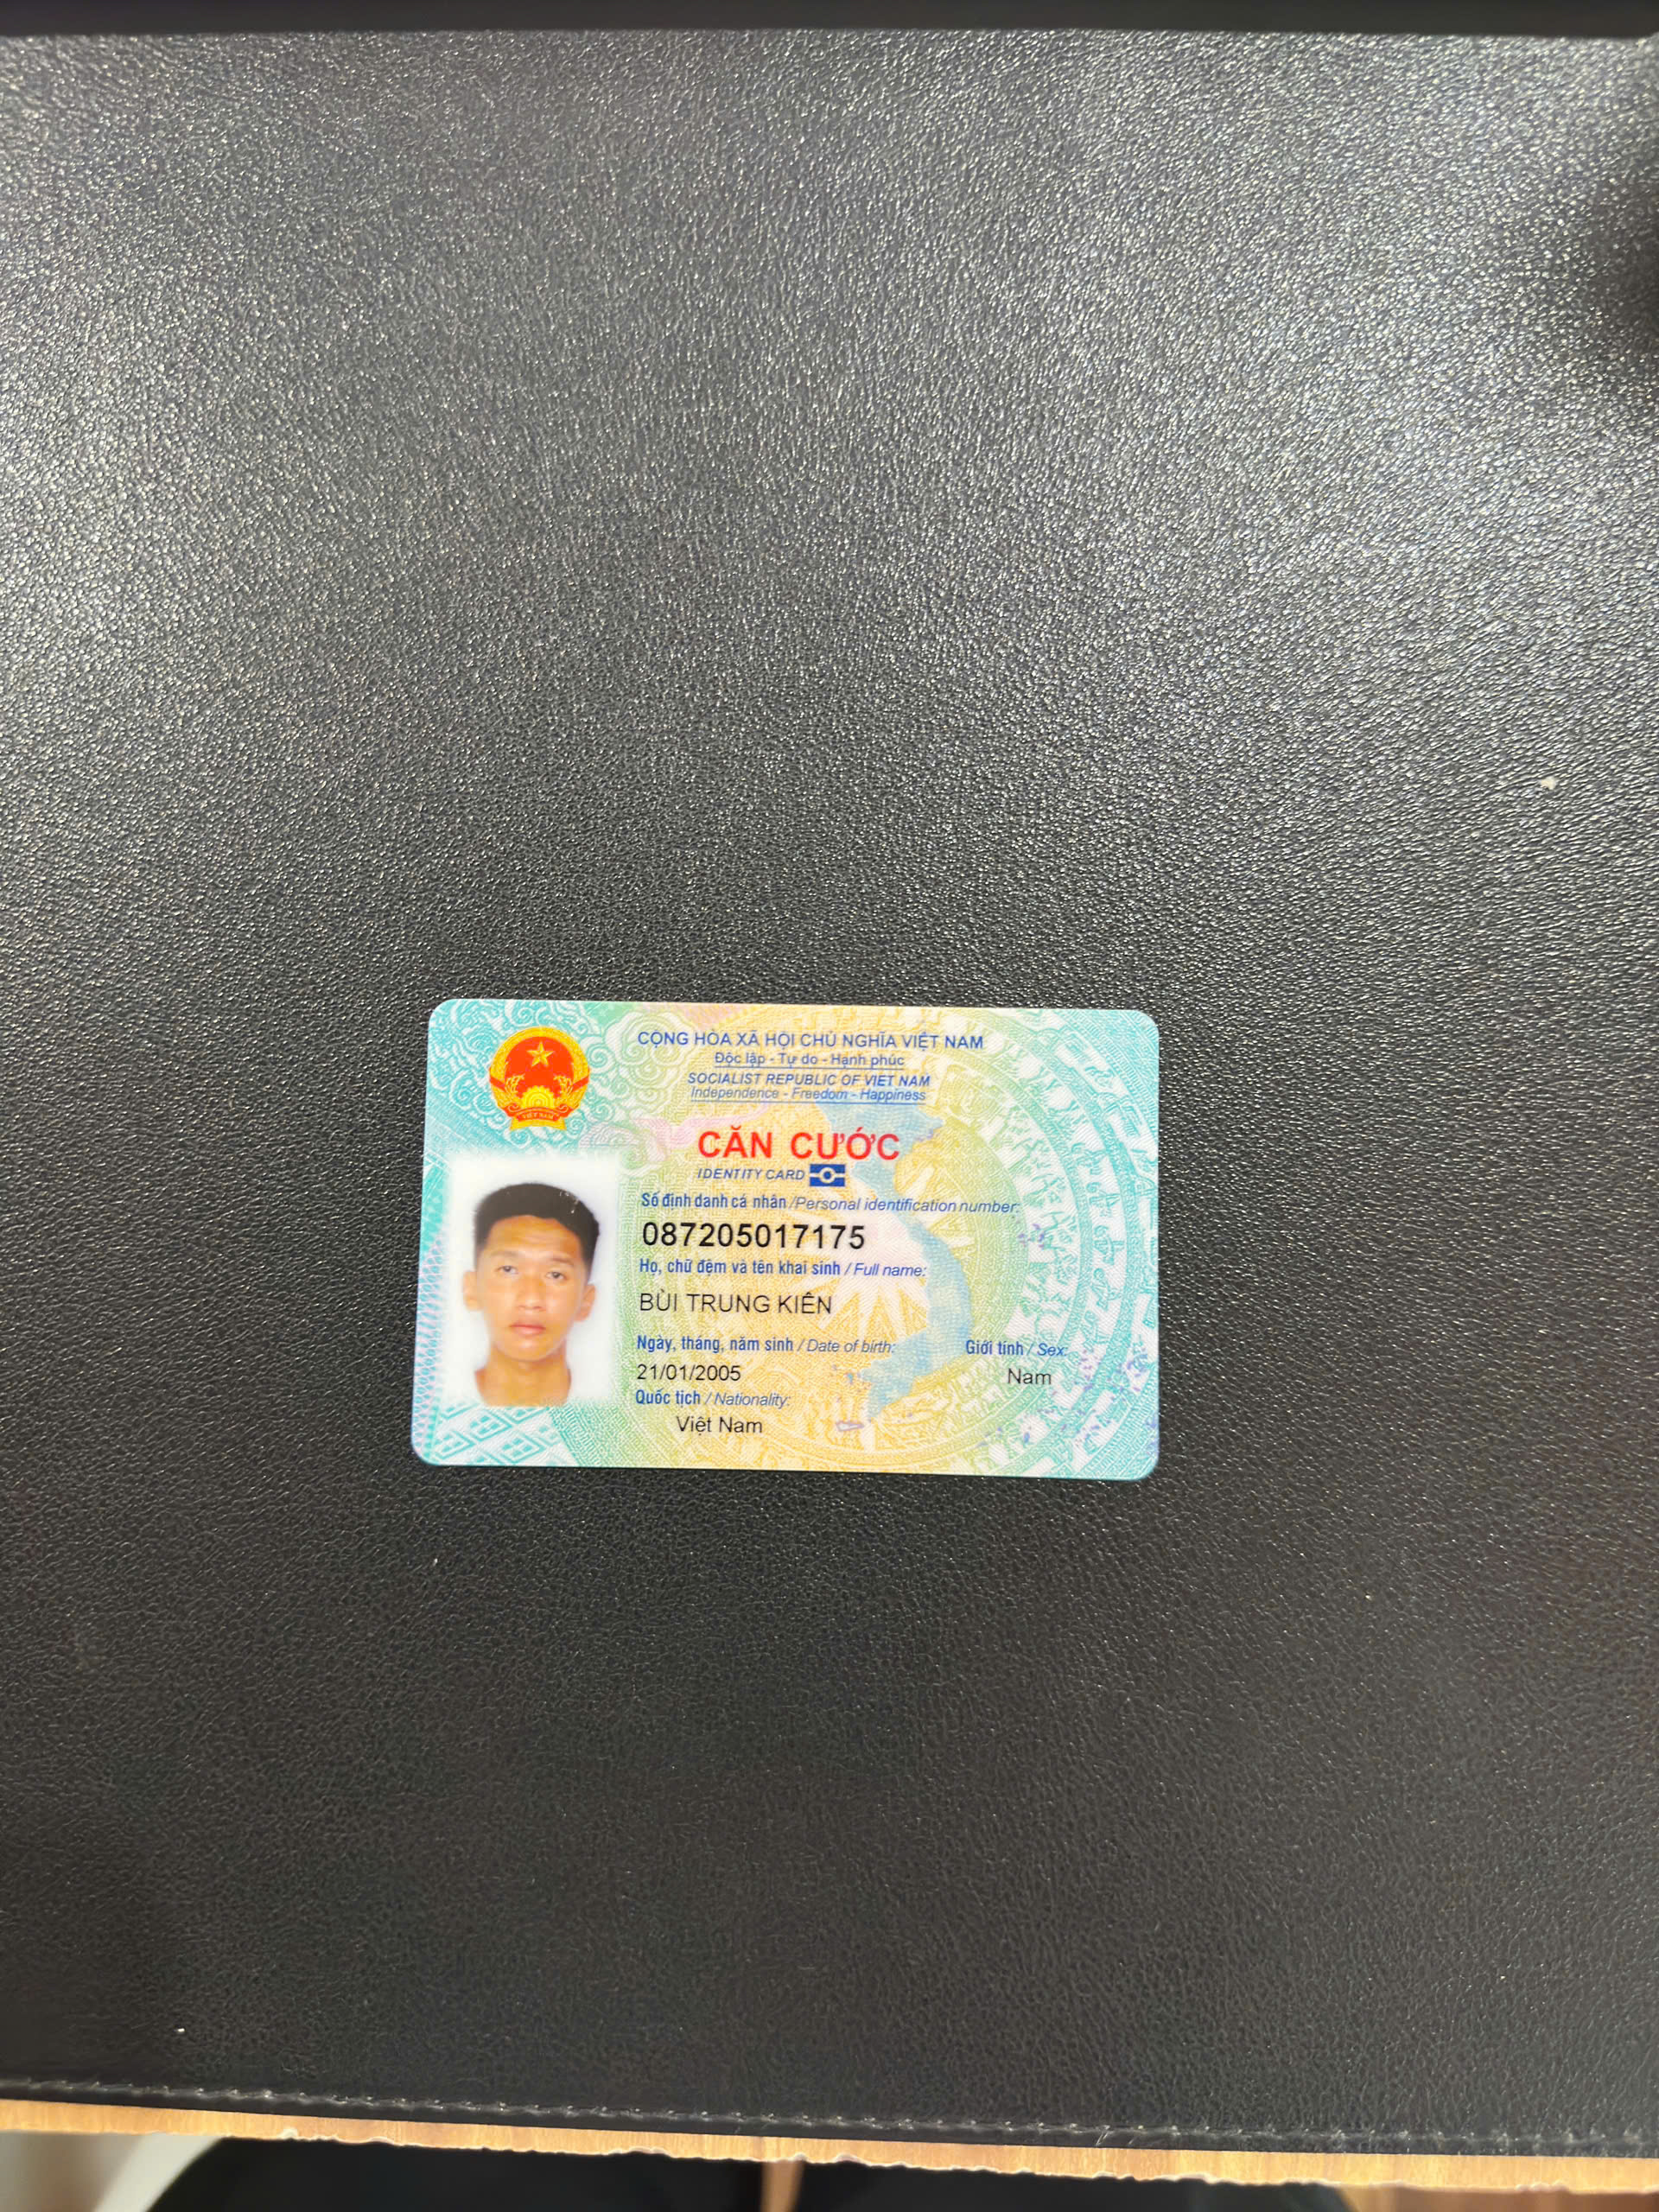 CỘNG HÒA XÃ HỘI CHỦ NGHĨA VIỆT NAM
Độc lập - Tự do - Hạnh phúc
SOCIALIST REPUBLIC OF VIET NAM
Independence - Freedom - Happiness
VIỆT NAM
CĂN CƯỚC
IDENTITY CARD
Số định danh cá nhân / Personal identification number:
087205017175
Họ, chữ đệm và tên khai sinh / Full name:
BÙI TRUNG KIÊN
Ngày, tháng, năm sinh / Date of birth: Giới tính / Sex:
21/01/2005 Nam
Quốc tịch / Nationality:
Việt Nam